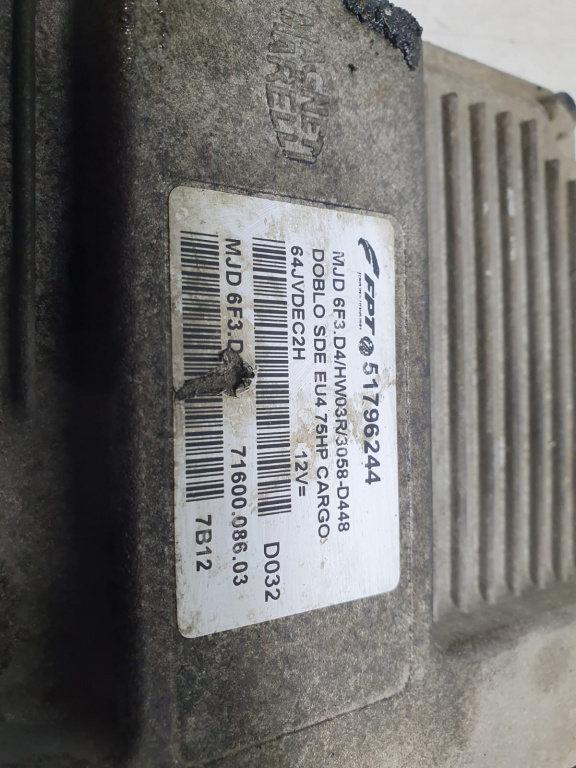 MAGNETI
MARELLI
FPT 51796244
MJD 6F3.D4/HW03R/3058-D448
DOBLO SDE EU4 75HP CARGO
64JVDEC2H 12V=
D032
MJD 6F3.D 71600.086.03
7B12